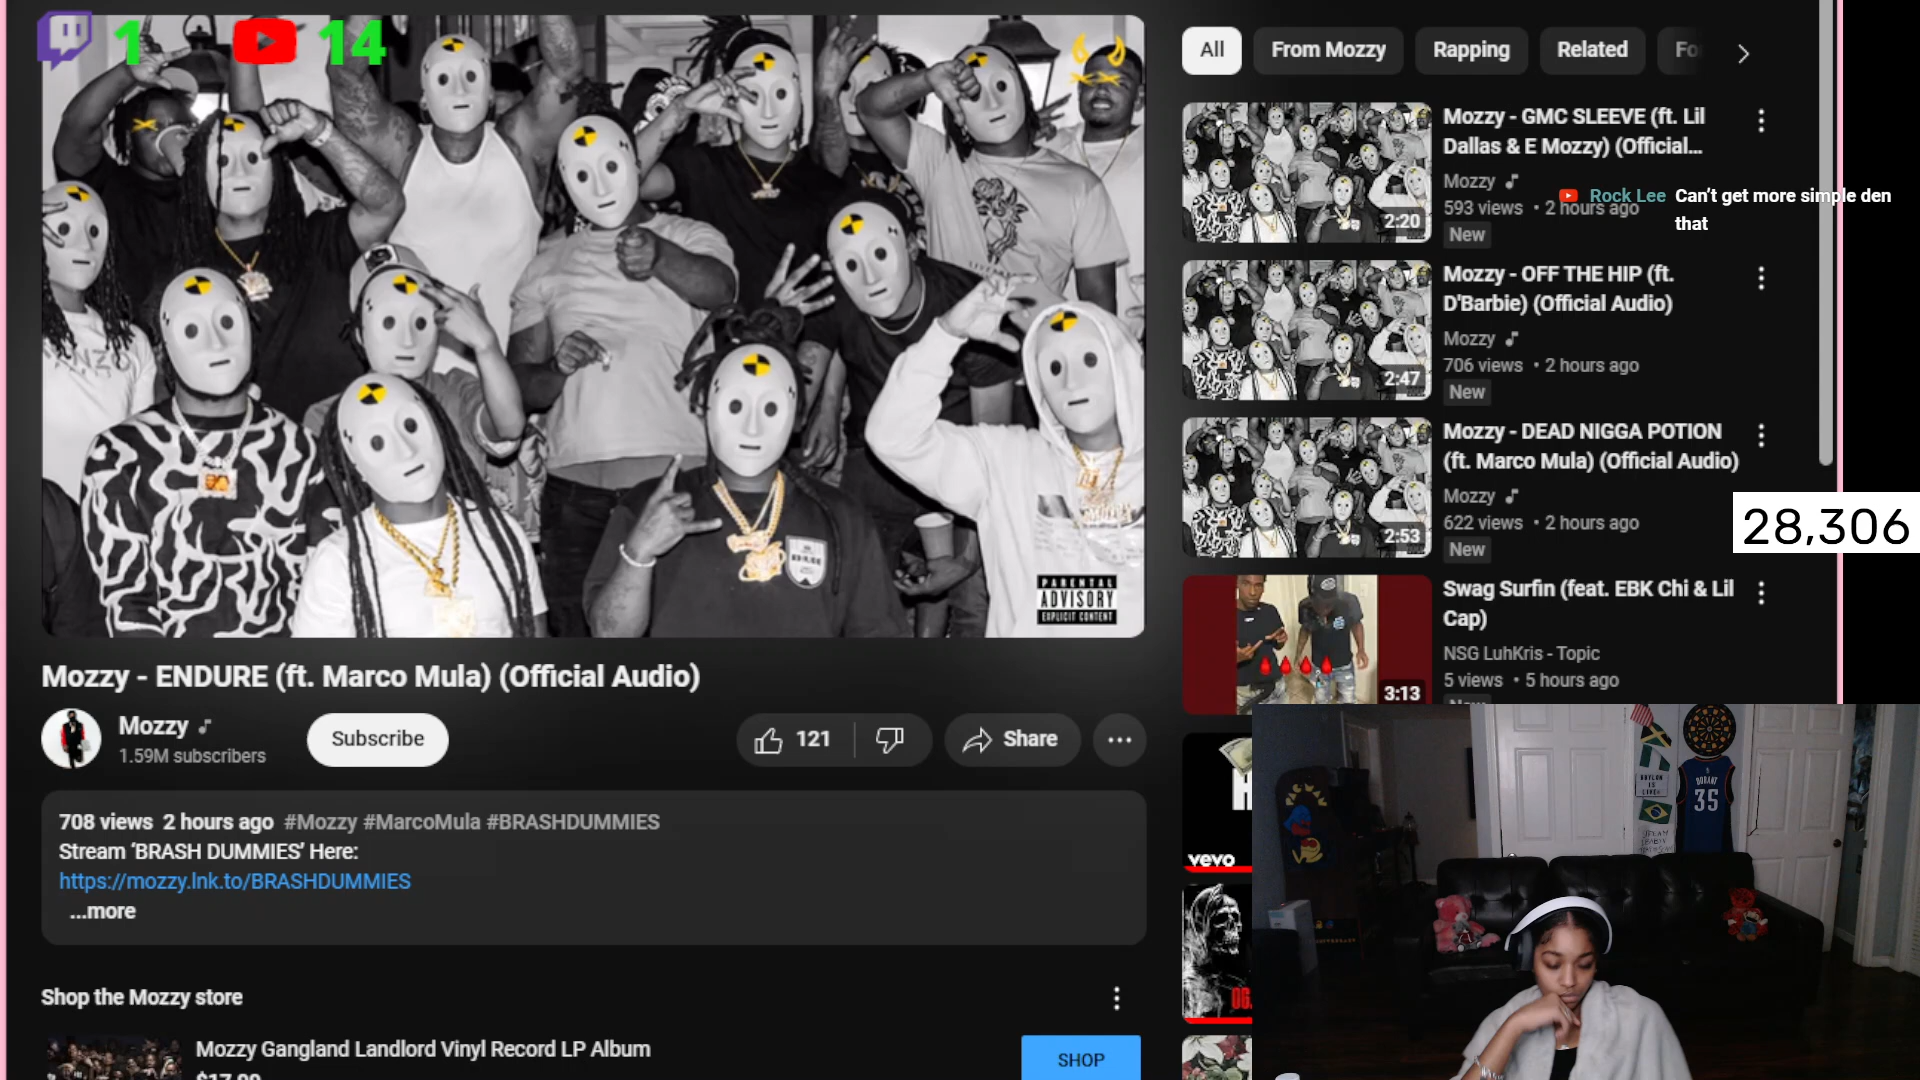 1 14
PARENTAL
ADVISORY
EXPLICIT CONTENT
Mozzy - ENDURE (ft. Marco Mula) (Official Audio)
Mozzy
1.59M subscribers
Subscribe
121
Share
708 views 2 hours ago #Mozzy #MarcoMula #BRASHDUMMIES
Stream ‘BRASH DUMMIES’ Here:
https://mozzy.lnk.to/BRASHDUMMIES
...more
Shop the Mozzy store
Mozzy Gangland Landlord Vinyl Record LP Album
SHOP
All From Mozzy Rapping Related Fo
Mozzy - GMC SLEEVE (ft. Lil
Dallas & E Mozzy) (Official...
Mozzy
593 views • 2 hours ago
New
2:20
Rock Lee Can’t get more simple den
that
Mozzy - OFF THE HIP (ft.
D'Barbie) (Official Audio)
Mozzy
706 views • 2 hours ago
New
2:47
Mozzy - DEAD NIGGA POTION
(ft. Marco Mula) (Official Audio)
Mozzy
622 views • 2 hours ago
New
2:53
28,306
Swag Surfin (feat. EBK Chi & Lil
Cap)
NSG LuhKris - Topic
5 views • 5 hours ago
3:13
vevo
DURANT
35